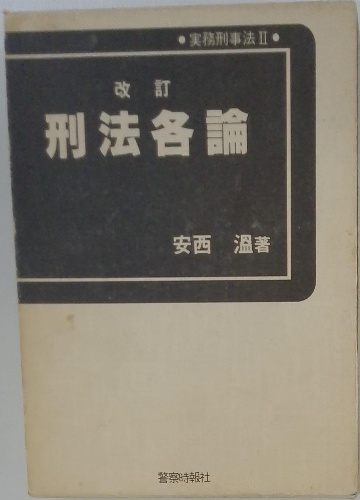 ●実務刑事法Ⅱ●
改訂
刑法各論
安西 溫著
警察時報社